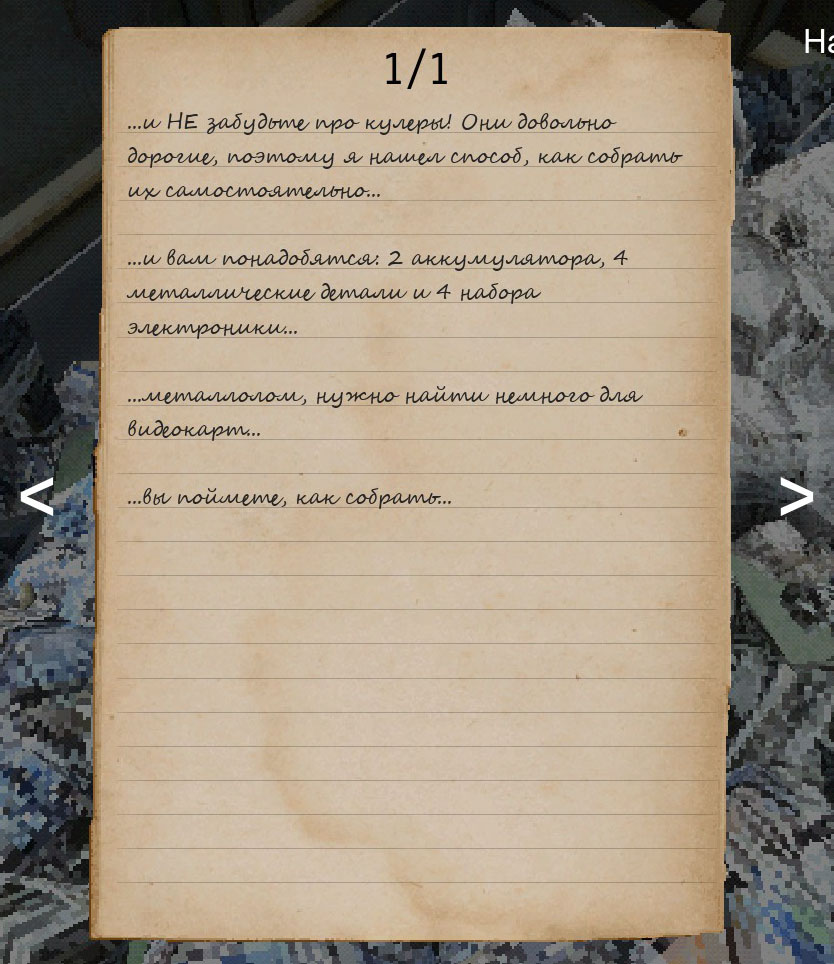 На
1/1
...и НЕ забудьте про кулеры! Они довольно
дорогие, поэтому я нашел способ, как собрать
их самостоятельно...
...и вам понадобятся: 2 аккумулятора, 4
металлические детали и 4 набора
электроники...
...металлолом, нужно найти немного для
видеокарт...
...вы поймете, как собрать...
< >